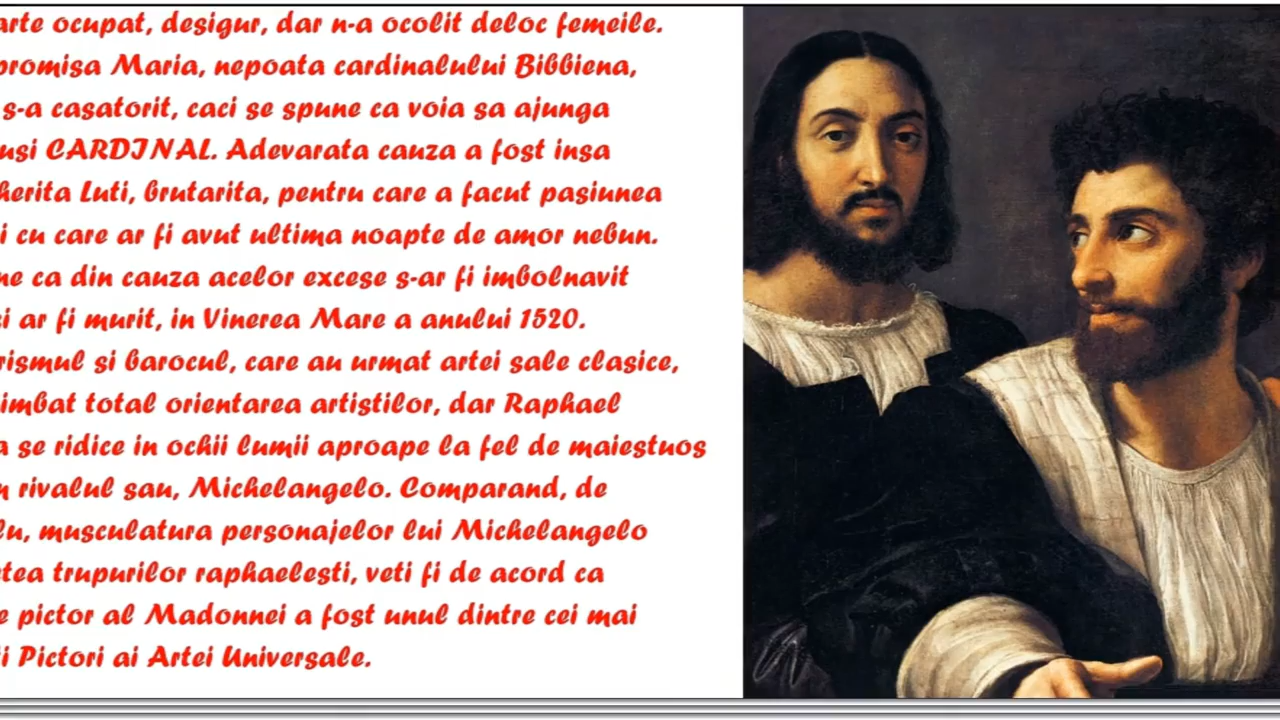 arte ocupat, desigur, dar n-a ocolit deloc femeile.
promisa Maria, nepoata cardinalului Bibbiena,
s-a casatorit, caci se spune ca voia sa ajunga
usi CARDINAL. Adevarata cauza a fost insa
herita Luti, brutarita, pentru care a facut pasiunea
i cu care ar fi avut ultima noapte de amor nebun.
ne ca din cauza acelor excese s-ar fi imbolnavit
i ar fi murit, in Vinerea Mare a anului 1520.
rismul si barocul, care au urmat artei sale clasice,
imbat total orientarea artistilor, dar Raphael
a se ridice in ochii lumii aproape la fel de maiestuos
n rivalul sau, Michelangelo. Comparand, de
lu, musculatura personajelor lui Michelangelo
tea trupurilor raphaelesti, veti fi de acord ca
e pictor al Madonnei a fost unul dintre cei mai
i Pictori ai Artei Universale.